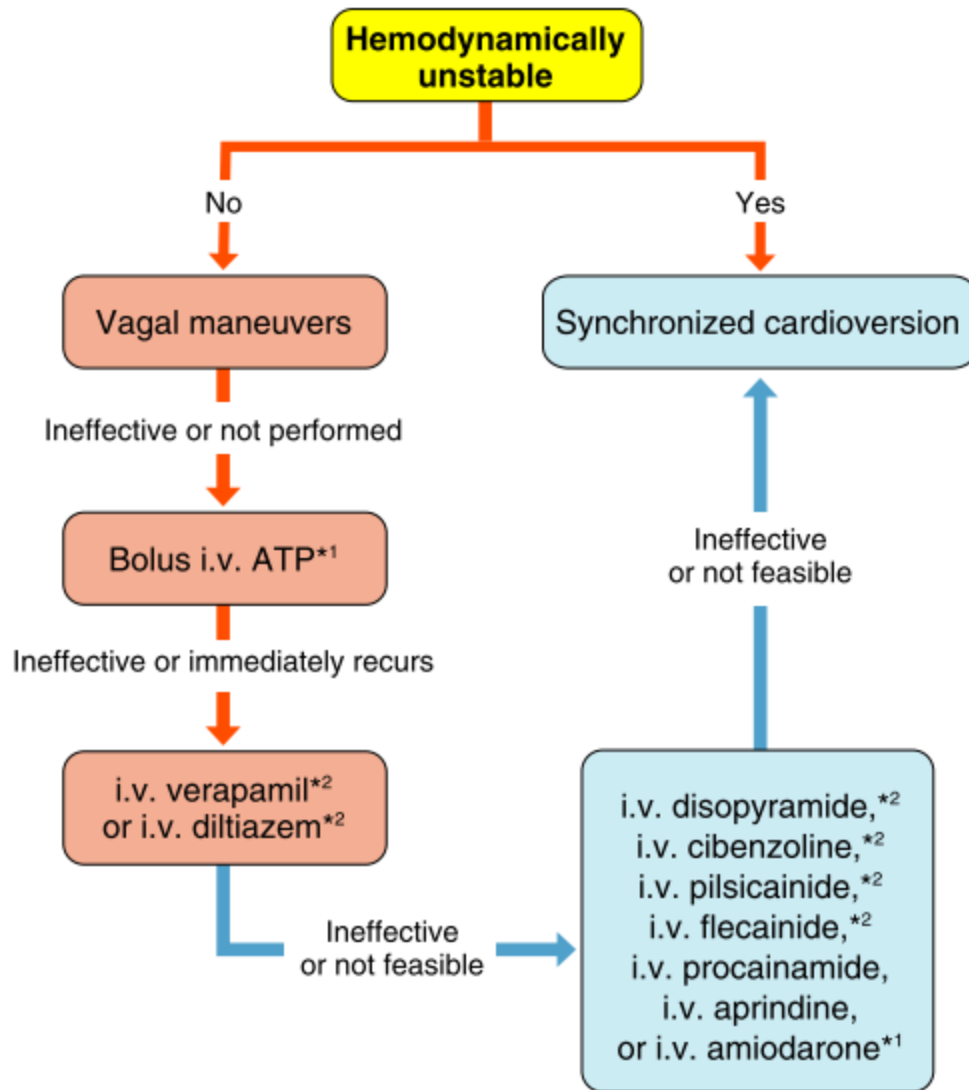 Hemodynamically
unstable
No
Yes
Vagal maneuvers
Synchronized cardioversion
Ineffective or not performed
Bolus i.v. ATP*1
Ineffective
or not feasible
Ineffective or immediately recurs
i.v. verapamil*2
or i.v. diltiazem*2
Ineffective
or not feasible
i.v. disopyramide,*2
i.v. cibenzoline,*2
i.v. pilsicainide,*2
i.v. flecainide,*2
i.v. procainamide,
i.v. aprindine,
or i.v. amiodarone*1